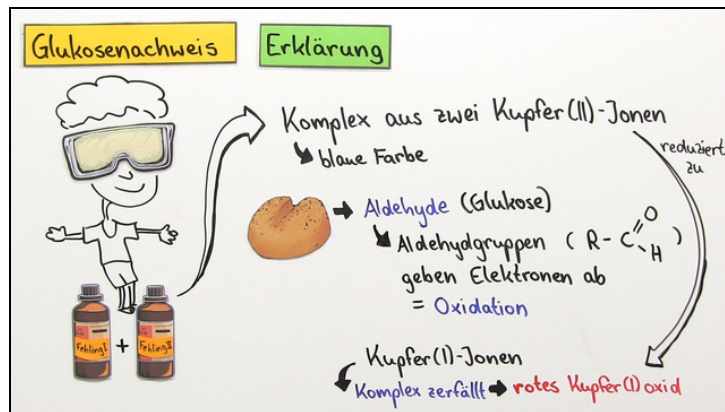 Glukosenachweis
Erklärung
Komplex aus zwei Kupfer(II)-Jonen
blaue Farbe
reduziert
zu
Aldehyde (Glukose)
Aldehydgruppen (R-C=O-H)
geben Elektronen ab
= Oxidation
Fehling I + Fehling II
Kupfer(I)-Jonen
Komplex zerfällt → rotes Kupfer(I)oxid